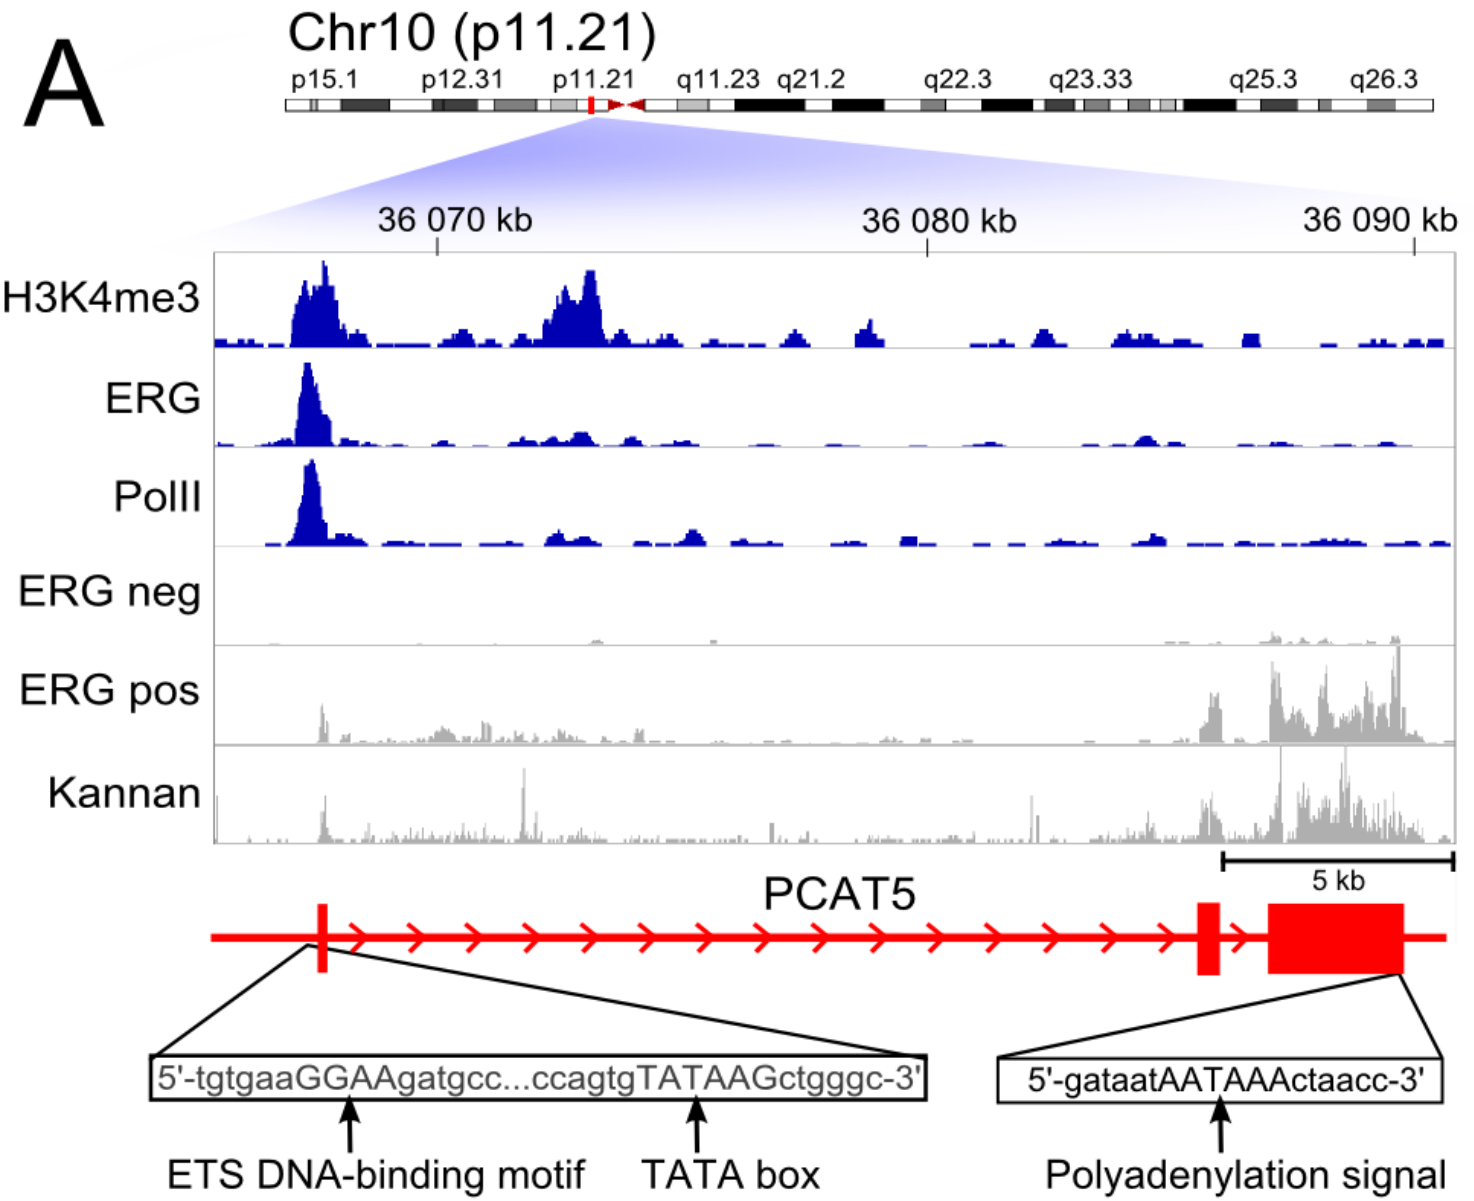 A
Chr10 (p11.21)
p15.1 p12.31 p11.21 q11.23 q21.2 q22.3 q23.33 q25.3 q26.3
36 070 kb 36 080 kb 36 090 kb
H3K4me3
ERG
PolII
ERG neg
ERG pos
Kannan
5 kb
PCAT5
5'-tgtgaaGGAAgatgcc...ccagtgTATAAGctgggc-3' 5'-gataatAATAAActaacc-3'
ETS DNA-binding motif TATA box Polyadenylation signal